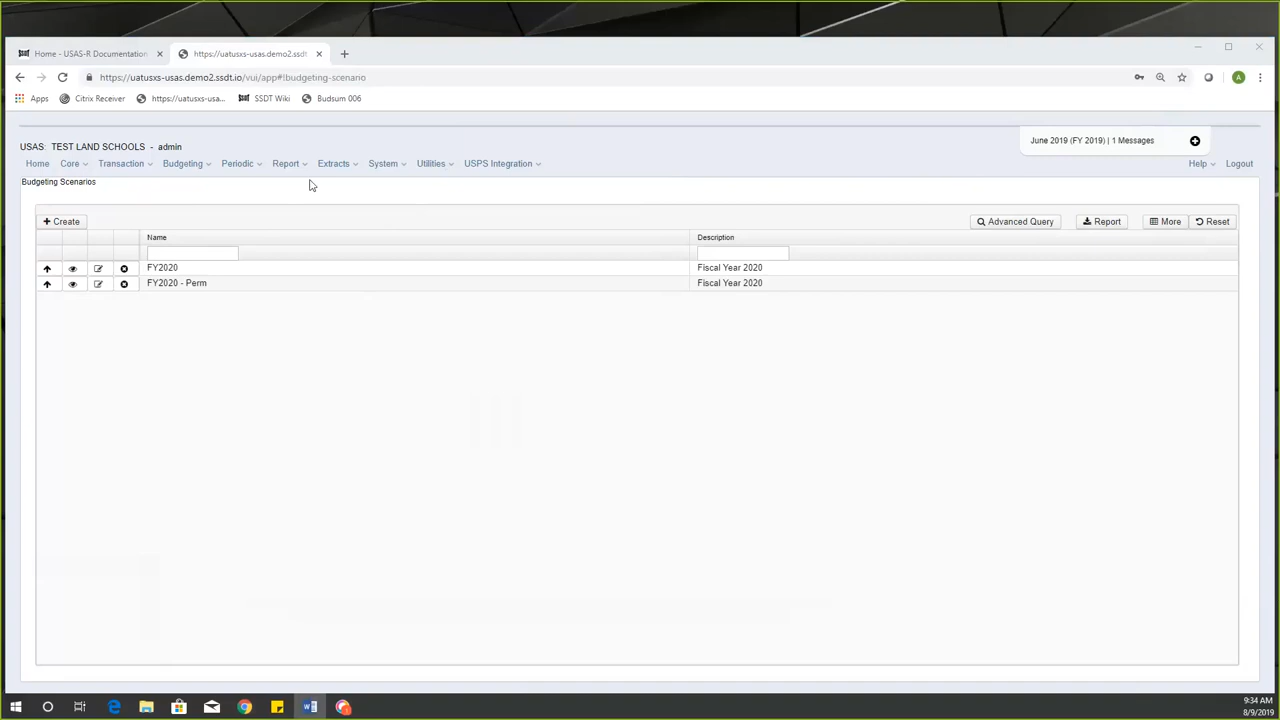 Home - USAS-R Documentation
https://uatusxs-usas.demo2.ssdt
https://uatusxs-usas.demo2.ssdt.io/vui/app#!budgeting-scenario
Apps Citrix Receiver https://uatusxs-usa... SSDT Wiki Budsum 006
USAS: TEST LAND SCHOOLS - admin
June 2019 (FY 2019) | 1 Messages
Home Core Transaction Budgeting Periodic Report Extracts System Utilities USPS Integration Help Logout
Budgeting Scenarios
Create Advanced Query Report More Reset
Name Description
FY2020 Fiscal Year 2020
FY2020 - Perm Fiscal Year 2020
9:34 AM
8/9/2019